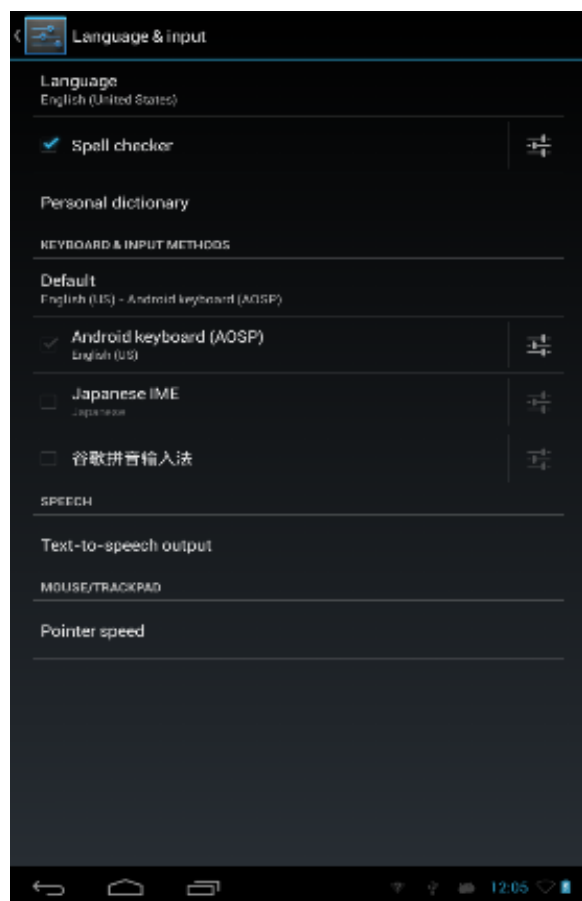 Language & input
Language
English (United States)
Spell checker
Personal dictionary
KEYBOARD & INPUT METHODS
Default
English (US) - Android keyboard (AOSP)
Android keyboard (AOSP)
English (US)
Japanese IME
Japanese
谷歌拼音输入法
SPEECH
Text-to-speech output
MOUSE/TRACKPAD
Pointer speed
12:05